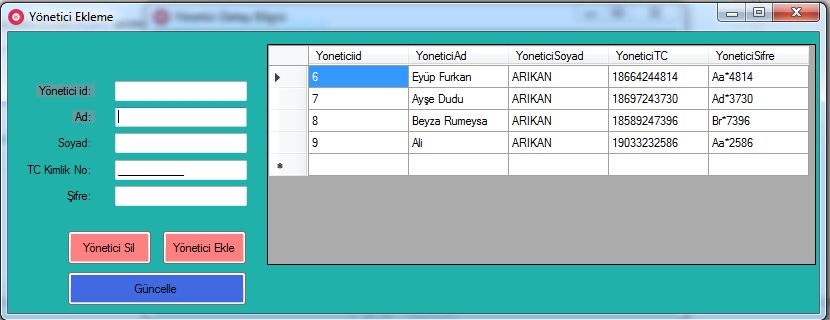 Yönetici Ekleme
Yönetici id:
Ad:
Soyad:
TC Kimlik No:
Şifre:
Yönetici Sil
Yönetici Ekle
Güncelle
Yoneticiid YoneticiAd YoneticiSoyad YoneticiTC YoneticiSifre
6 Eyüp Furkan ARIKAN 18664244814 Aa*4814
7 Ayşe Dudu ARIKAN 18697243730 Ad*3730
8 Beyza Rumeysa ARIKAN 18589247396 Br*7396
9 Ali ARIKAN 19033232586 Aa*2586